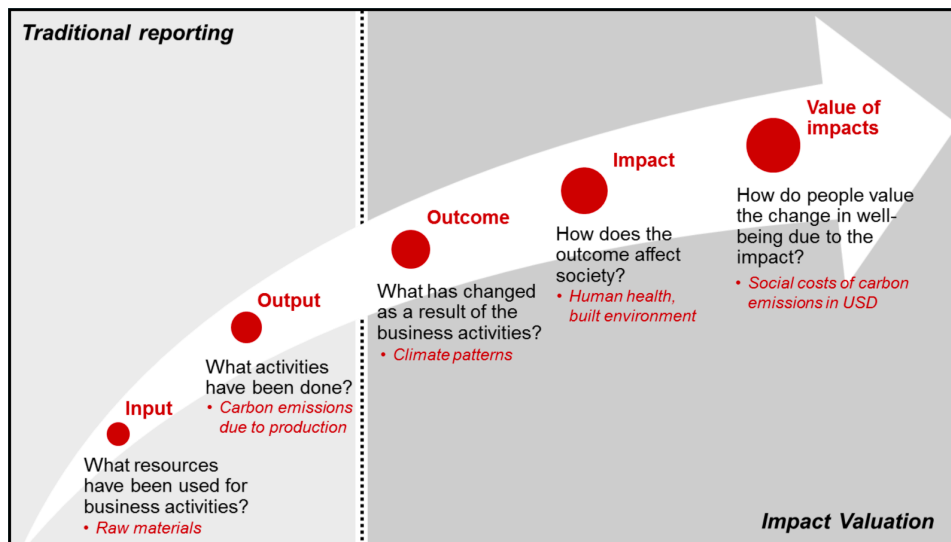 Traditional reporting
Input
What resources
have been used for
business activities?
• Raw materials
Output
What activities
have been done?
• Carbon emissions
due to production
Outcome
What has changed
as a result of the
business activities?
• Climate patterns
Impact
How does the
outcome affect
society?
• Human health,
built environment
Value of
impacts
How do people value
the change in well-
being due to the
impact?
• Social costs of carbon
emissions in USD
Impact Valuation